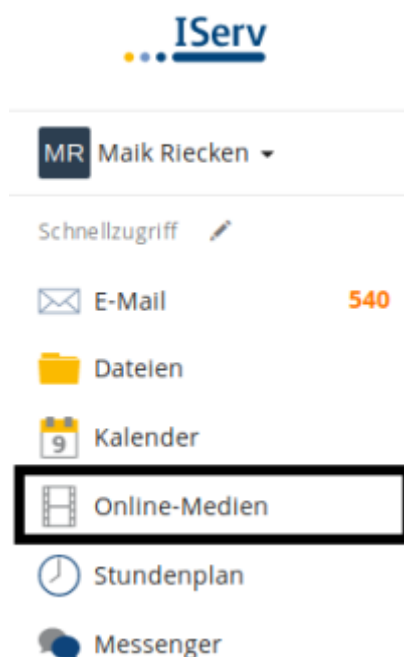 IServ
MR Maik Riecken
Schnellzugriff
E-Mail 540
Dateien
9 Kalender
Online-Medien
Stundenplan
Messenger